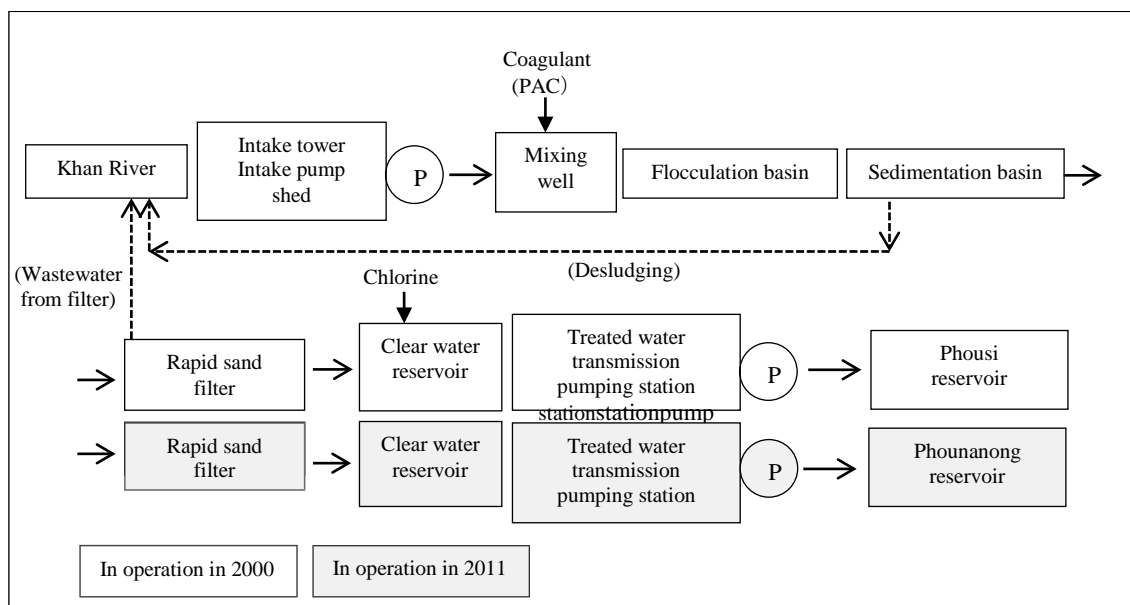 Coagulant
(PAC）
Khan River
Intake tower
Intake pump
shed
P
Mixing
well
Flocculation basin
Sedimentation basin
(Wastewater
from filter)
(Desludging)
Chlorine
Rapid sand
filter
Clear water
reservoir
Treated water
transmission
pumping station
stationstationpump
P
Phousi
reservoir
Rapid sand
filter
Clear water
reservoir
Treated water
transmission
pumping station
P
Phounanong
reservoir
In operation in 2000
In operation in 2011